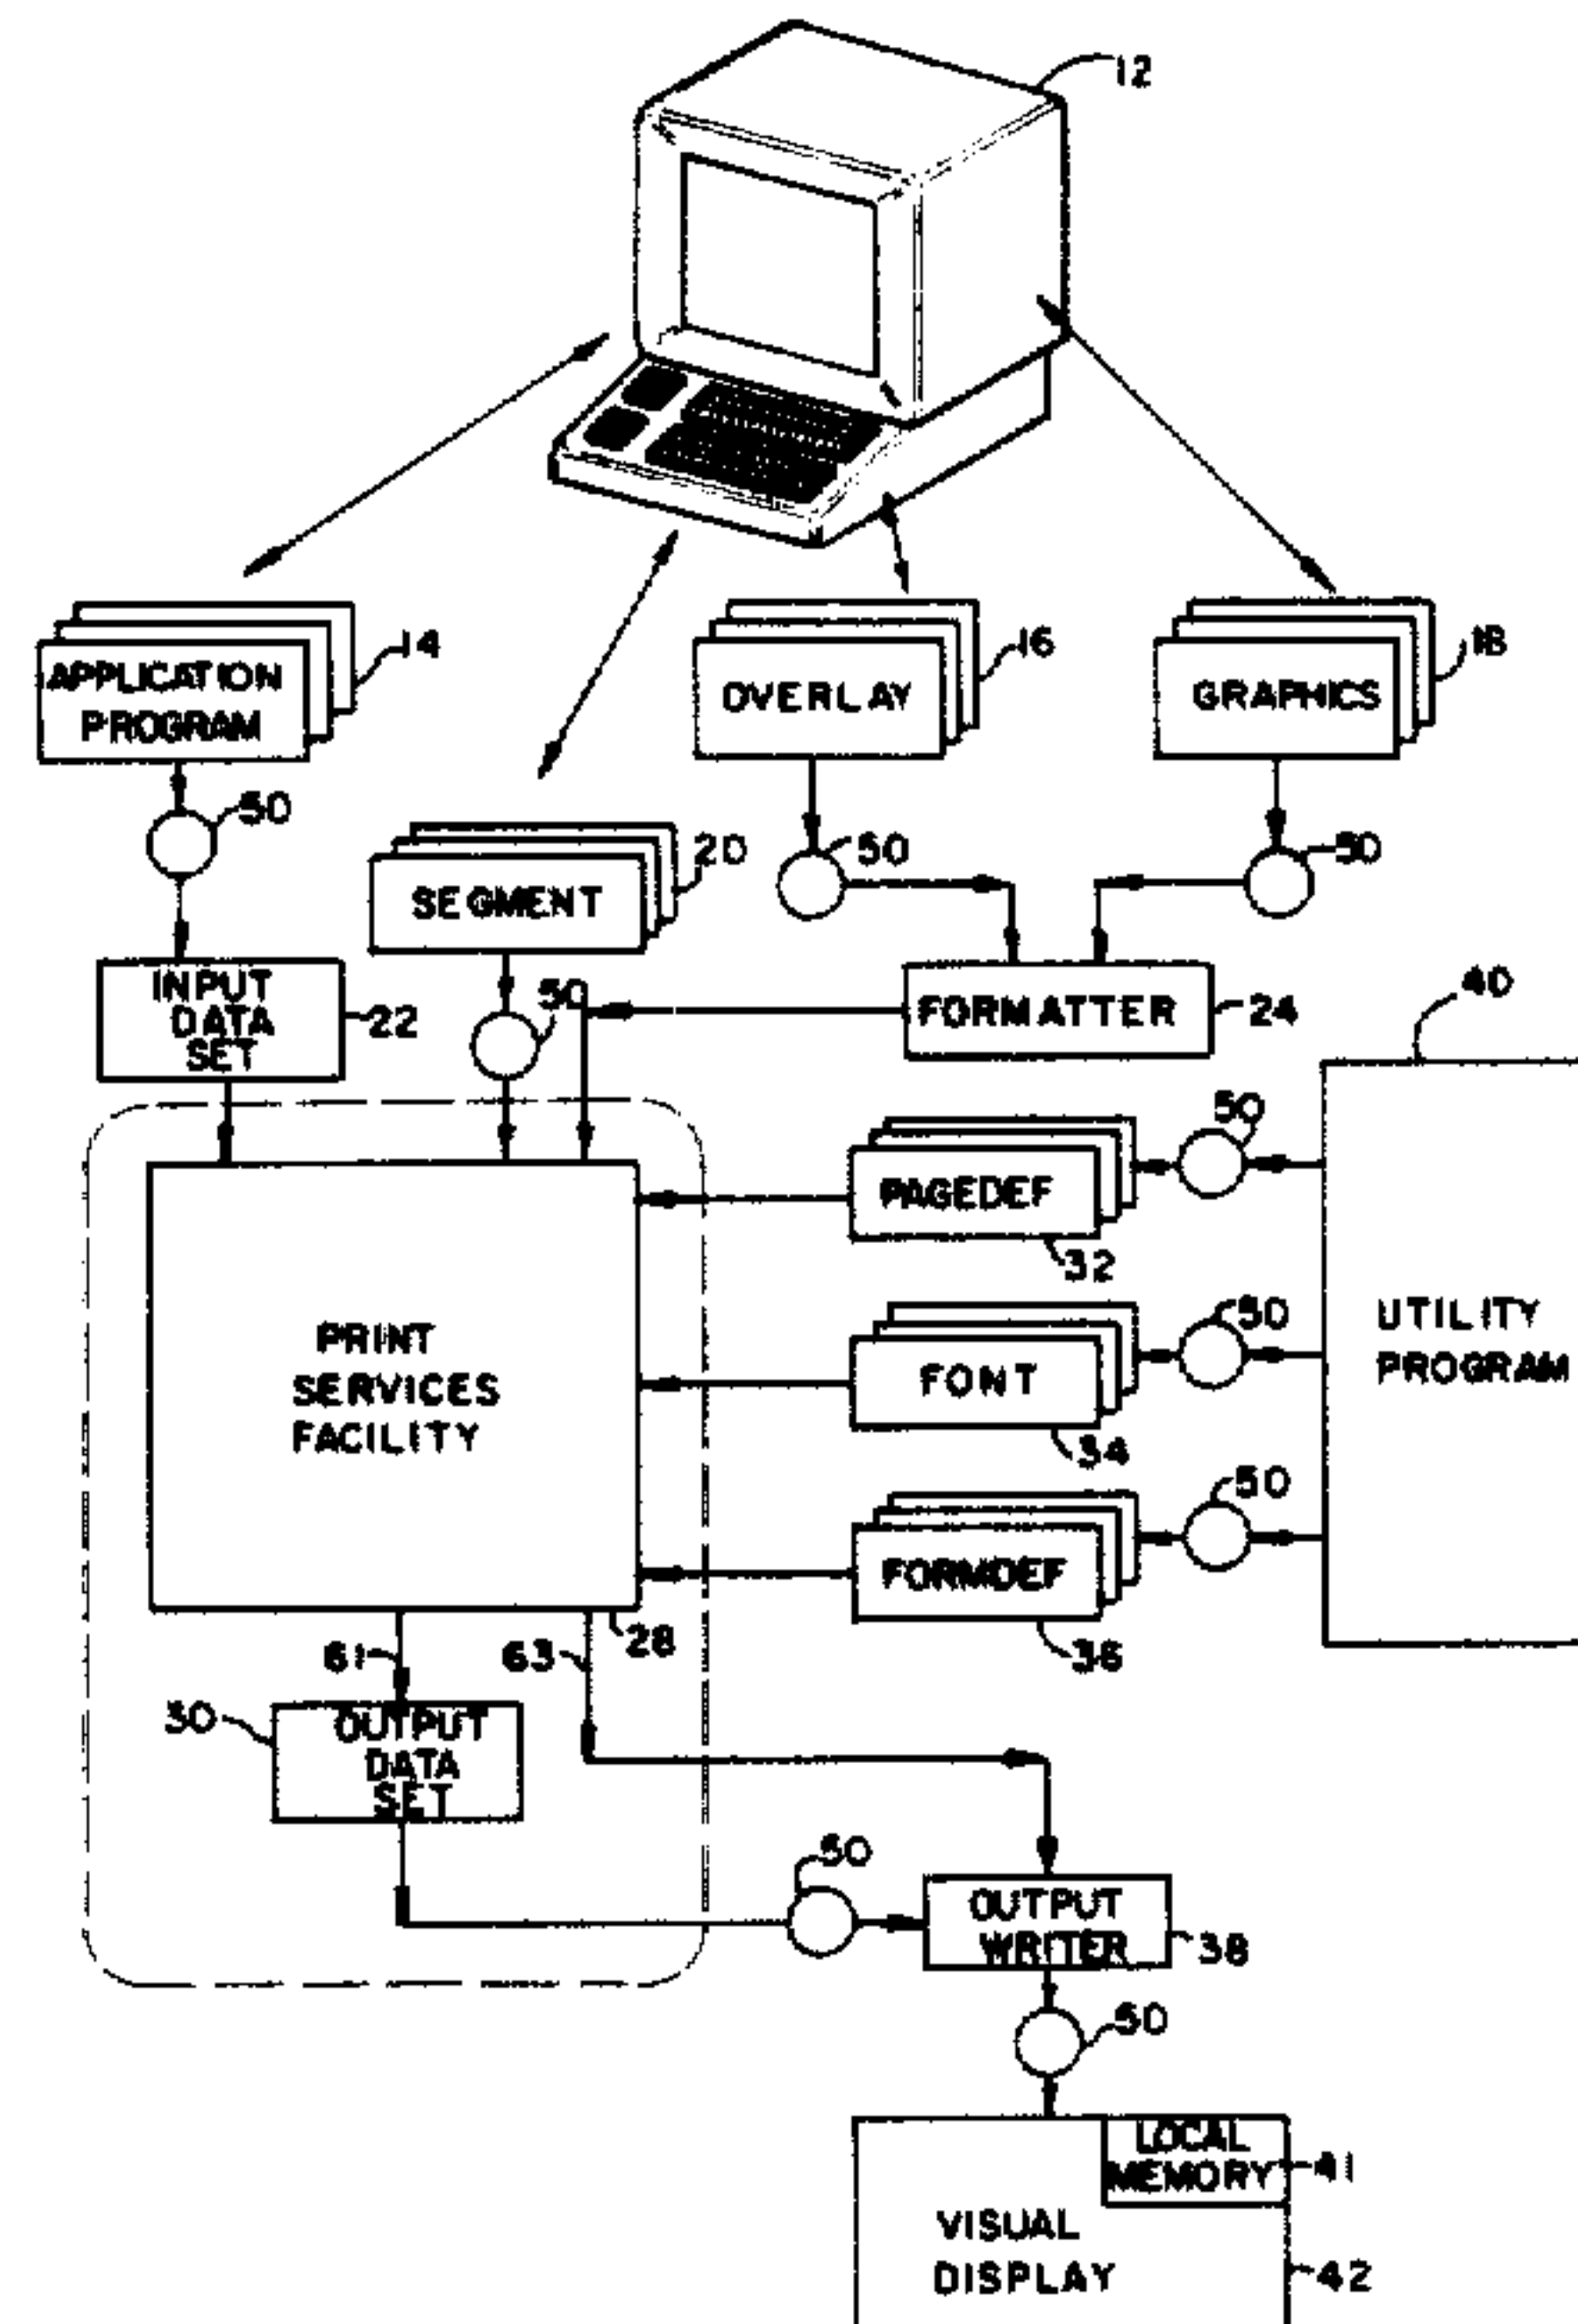 12
APPLICATION
PROGRAM
14
OVERLAY
16
GRAPHICS
18
50
SEGMENT
20
50
50
INPUT
DATA
SET
22
50
FORMATTER
24
40
PRINT
SERVICES
FACILITY
28
PAGEDEF
32
50
FONT
34
50
FORMDEF
36
50
UTILITY
PROGRAM
61
63
30
OUTPUT
DATA
SET
50
OUTPUT
WRITER
38
50
LOCAL
MEMORY
41
VISUAL
DISPLAY
42